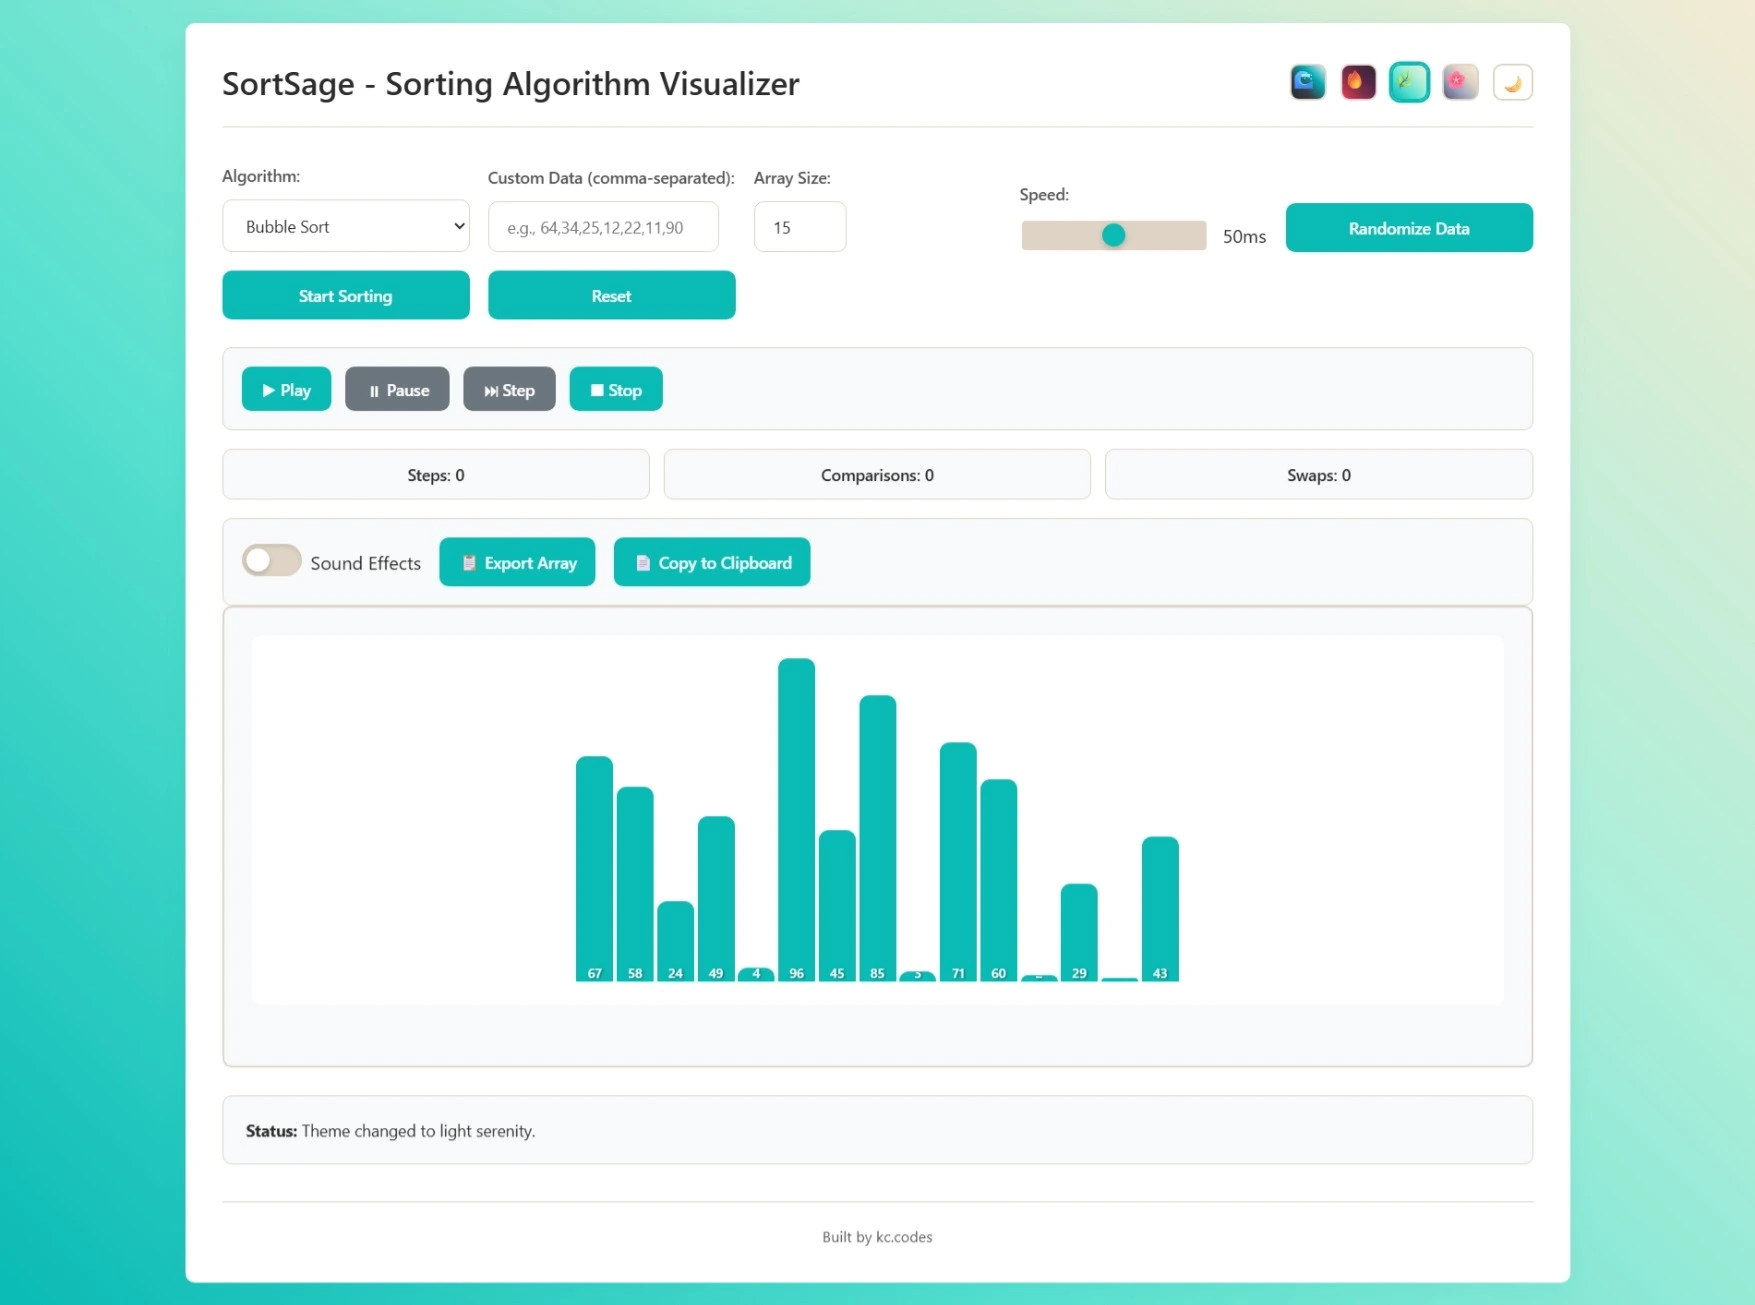 SortSage - Sorting Algorithm Visualizer
Algorithm:
Custom Data (comma-separated):
Array Size:
Speed:
Bubble Sort
e.g., 64,34,25,12,22,11,90
15
50ms
Randomize Data
Start Sorting
Reset
Play
Pause
Step
Stop
Steps: 0
Comparisons: 0
Swaps: 0
Sound Effects
Export Array
Copy to Clipboard
67 58 24 49 4 96 45 85 3 71 60 29 43
Status: Theme changed to light serenity.
Built by kc.codes